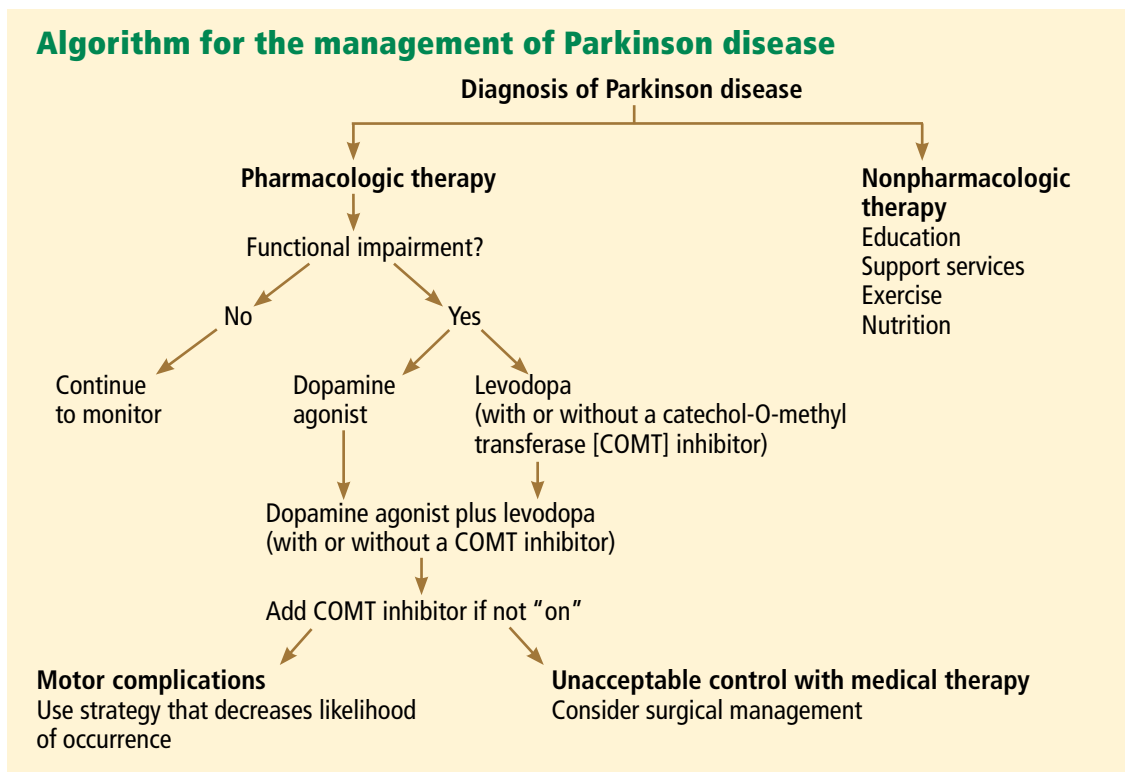 Algorithm for the management of Parkinson disease
Diagnosis of Parkinson disease
Pharmacologic therapy
Nonpharmacologic
therapy
Education
Support services
Exercise
Nutrition
Functional impairment?
No
Yes
Continue
to monitor
Dopamine
agonist
Levodopa
(with or without a catechol-O-methyl
transferase [COMT] inhibitor)
Dopamine agonist plus levodopa
(with or without a COMT inhibitor)
Add COMT inhibitor if not “on”
Motor complications
Use strategy that decreases likelihood
of occurrence
Unacceptable control with medical therapy
Consider surgical management